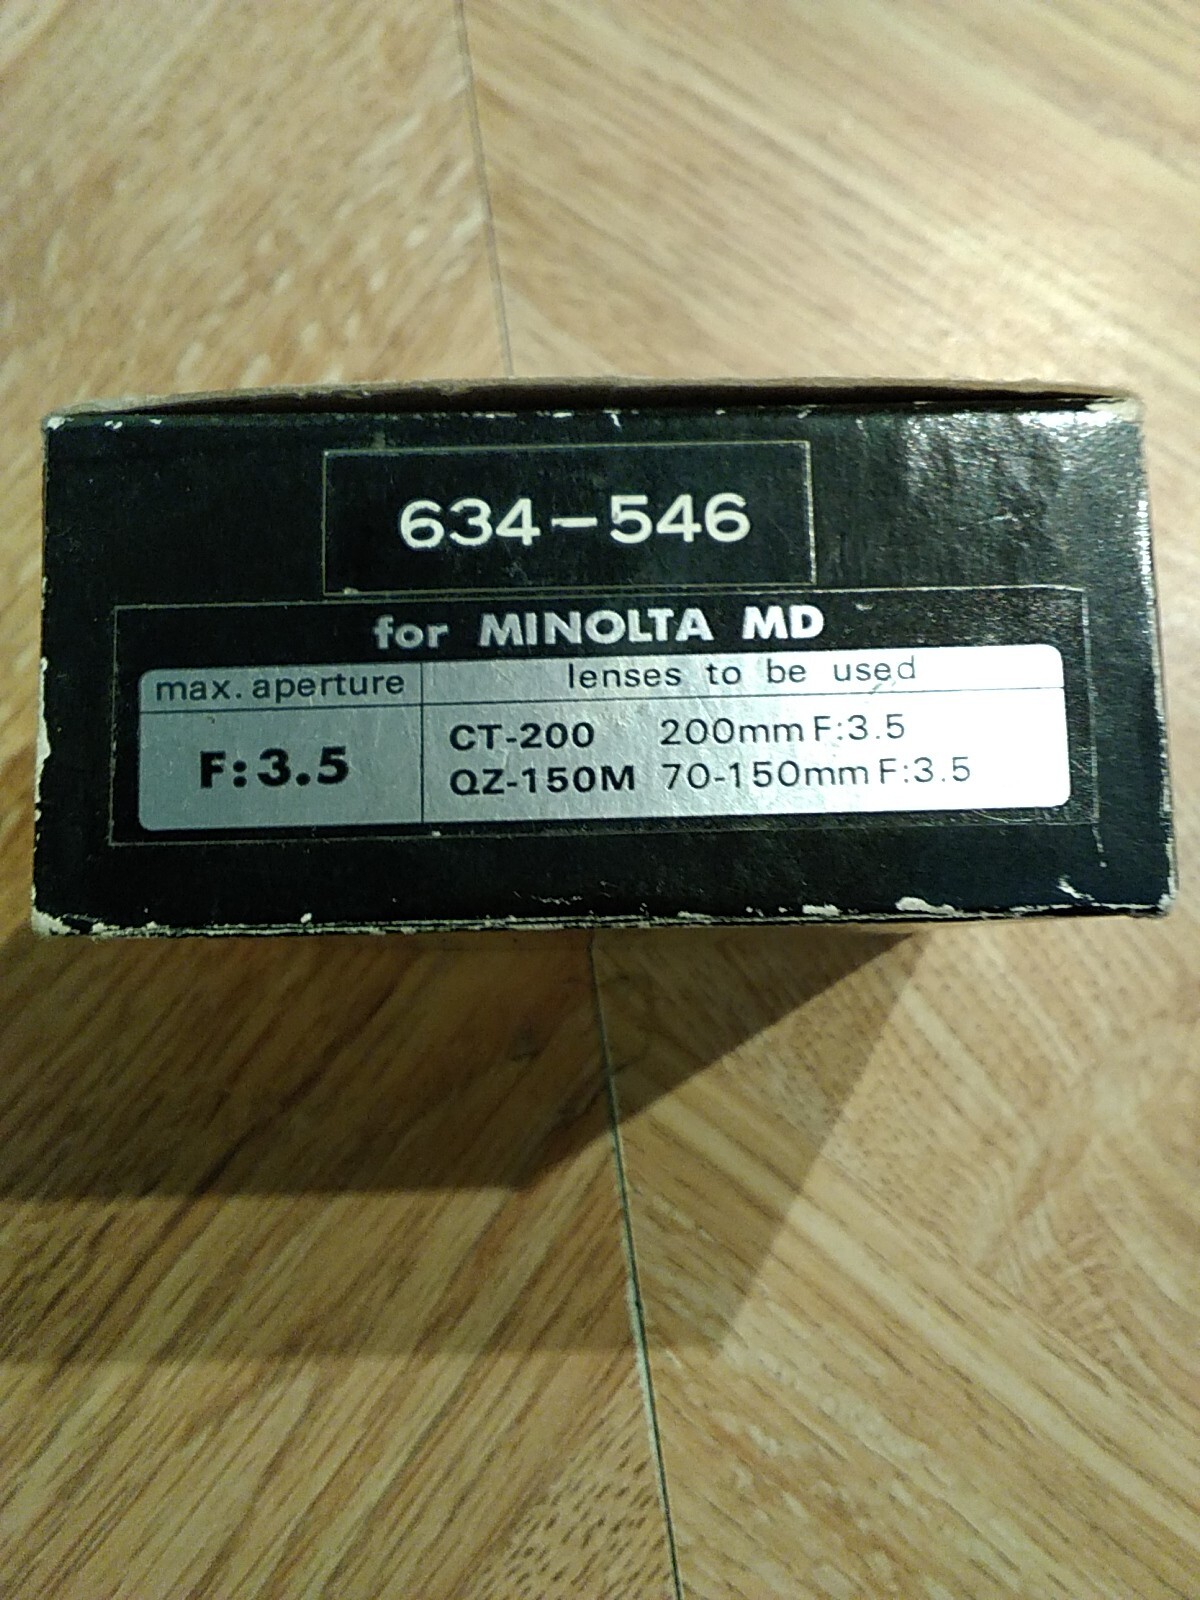 634-546
for MINOLTA MD
max. aperture lenses to be used
F:3.5
CT-200 200mm F:3.5
QZ-150M 70-150mm F:3.5